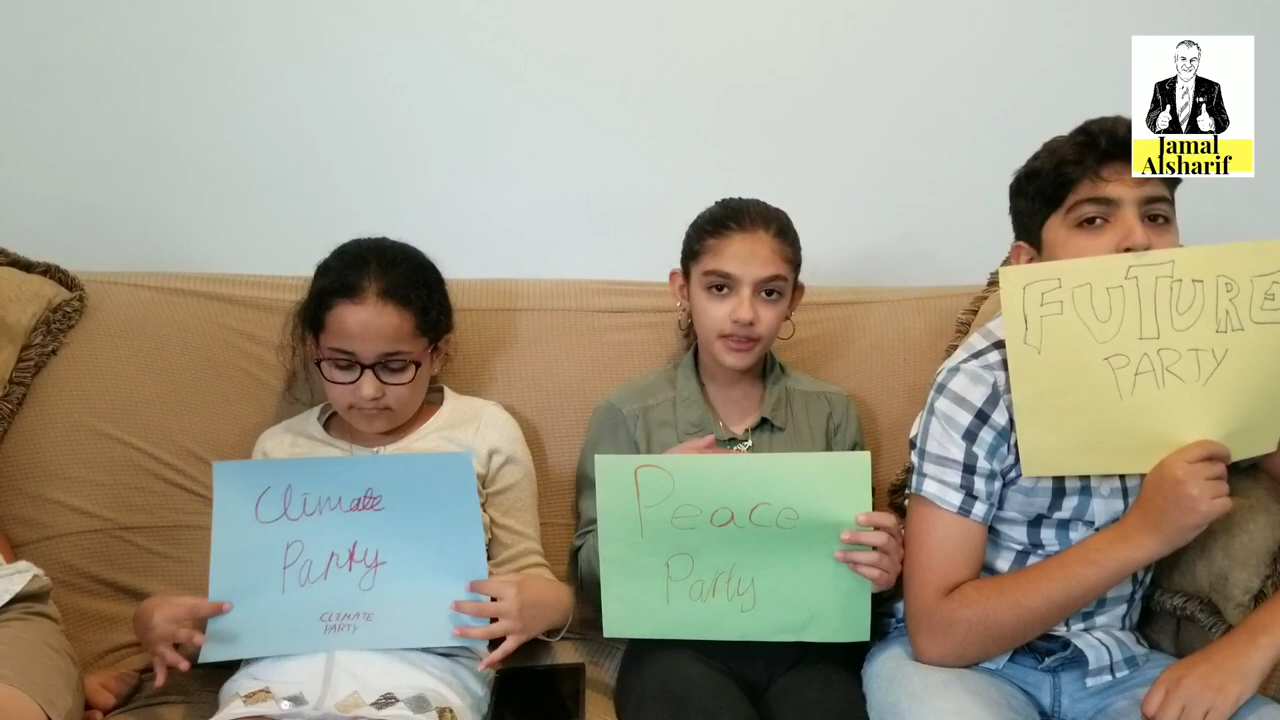 Climate
Party
CLIMATE
PARTY
Peace
Party
FUTURE
PARTY
Jamal
Alsharif